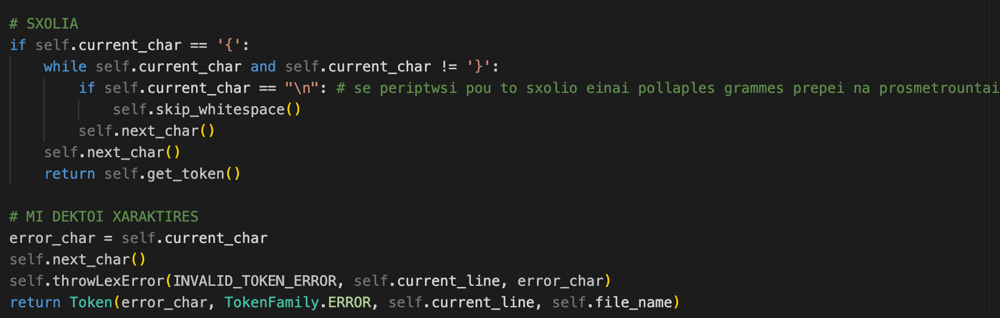 # SXOLIA
if self.current_char == '{':
while self.current_char and self.current_char != '}':
if self.current_char == "\n": # se periptwsi pou to sxolio einai pollaples grammes prepei na prosmetrountai
self.skip_whitespace()
self.next_char()
self.next_char()
return self.get_token()
# MI DEKTOI XARAKTIRES
error_char = self.current_char
self.next_char()
self.throwLexError(INVALID_TOKEN_ERROR, self.current_line, error_char)
return Token(error_char, TokenFamily.ERROR, self.current_line, self.file_name)